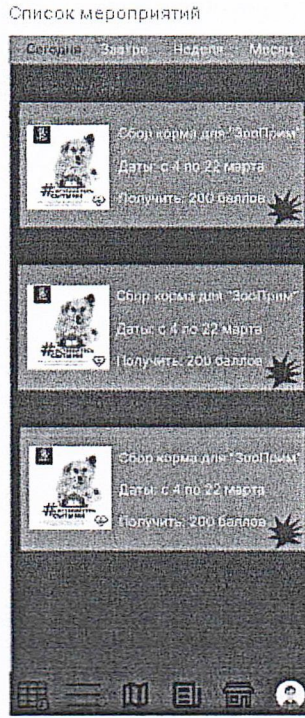 Список мероприятий
Сегодня Завтра Неделя Месяц
Сбор корма для "ЗооПрим"
Даты: с 4 по 22 марта
Получить: 200 баллов
Сбор корма для "ЗооПрим"
Даты: с 4 по 22 марта
Получить: 200 баллов
Сбор корма для "ЗооПрим"
Даты: с 4 по 22 марта
Получить: 200 баллов